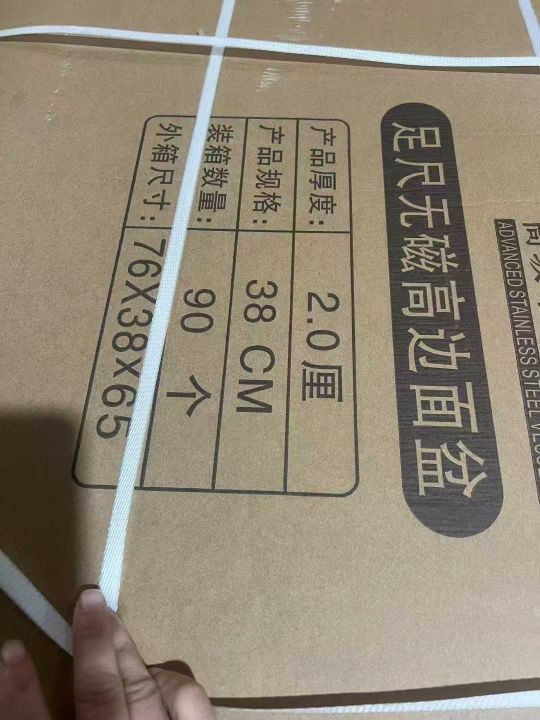 ADVANCED STAINLESS STEEL
足尺无磁高边面盆
产品厚度: 2.0厘
产品规格: 38 CM
装箱数量: 90 个
外箱尺寸: 76X38X65